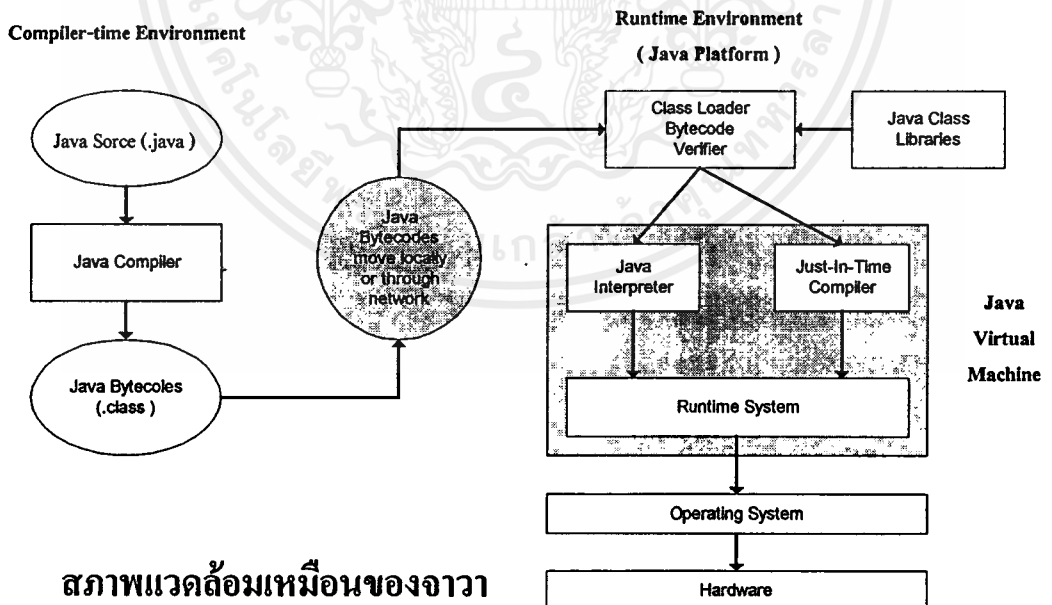 Compiler-time Environment
Runtime Environment
( Java Platform )
Java Sorce (.java )
Java Compiler
Java Bytecoles
(.class )
Java
Bytecodes
move locally
or through
network
Class Loader
Bytecode
Verifier
Java Class
Libraries
Java
Interpreter
Just-In-Time
Compiler
Runtime System
Java
Virtual
Machine
Operating System
Hardware
สภาพแวดล้อมเหมือนของจาวา